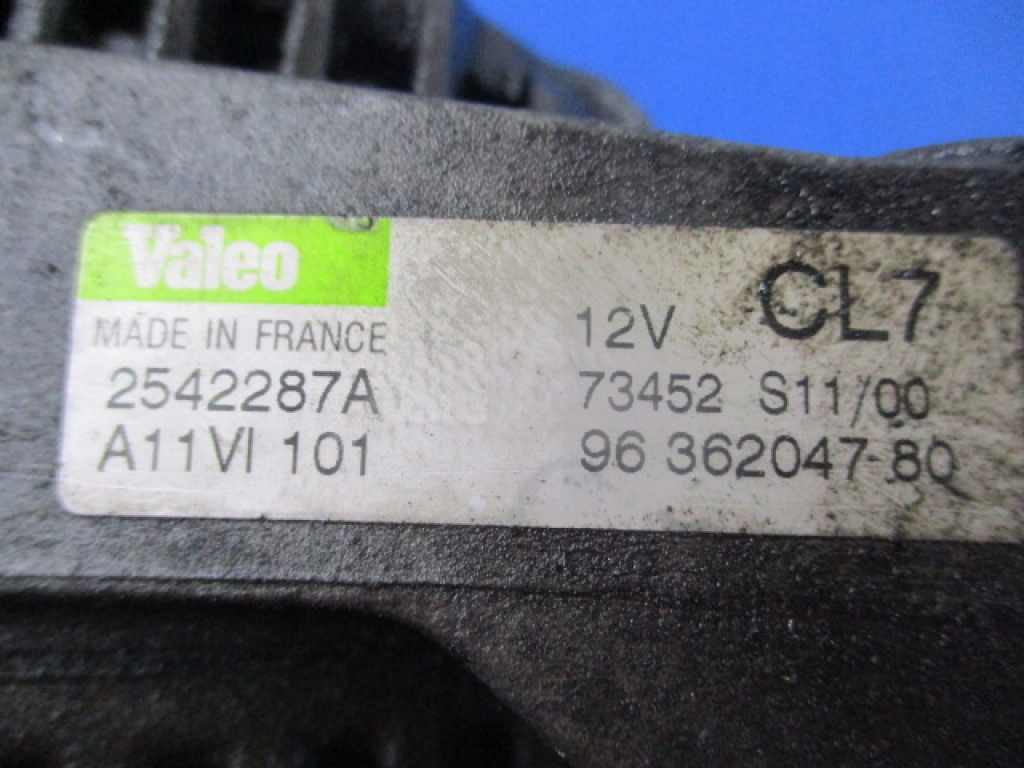 Valeo
MADE IN FRANCE 12V CL7
2542287A 73452 S11/00
A11VI 101 96 362047-80